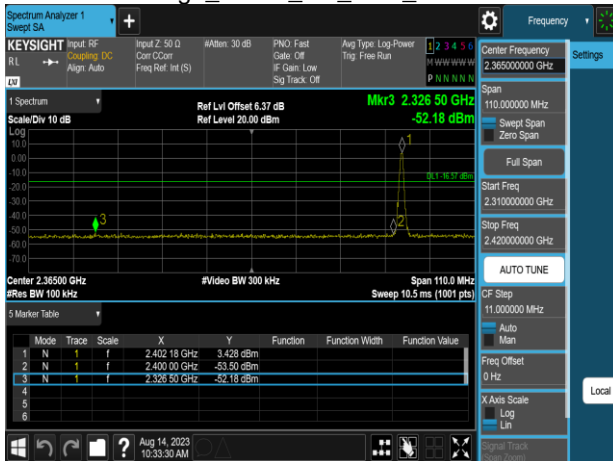 Spectrum Analyzer 1
Swept SA
+
Frequency
KEYSIGHT
RL
LXI
Input: RF
Coupling: DC
Align: Auto
Input Z: 50 Ω
Corr CCorr
Freq Ref: Int (S)
#Atten: 30 dB
PNO: Fast
Gate: Off
IF Gain: Low
Sig Track: Off
Avg Type: Log-Power
Trig: Free Run
1 2 3 4 5 6
M W W W W W
P N N N N N
1 Spectrum
Scale/Div 10 dB
Ref Lvl Offset 6.37 dB
Ref Level 20.00 dBm
Mkr3 2.326 50 GHz
-52.18 dBm
Log
10.0
0.00
-10.0
-20.0
-30.0
-40.0
-50.0
-60.0
-70.0
1
DL1 -16.57 dBm
3
2
Center 2.36500 GHz
#Res BW 100 kHz
#Video BW 300 kHz
Span 110.0 MHz
Sweep 10.5 ms (1001 pts)
5 Marker Table
Mode Trace Scale X Y Function Function Width Function Value
1 N 1 f 2.402 18 GHz 3.428 dBm
2 N 1 f 2.400 00 GHz -53.50 dBm
3 N 1 f 2.326 50 GHz -52.18 dBm
4
5
6
?
Aug 14, 2023
10:33:30 AM
Center Frequency
2.365000000 GHz
Span
110.000000 MHz
Swept Span
Zero Span
Full Span
Start Freq
2.310000000 GHz
Stop Freq
2.420000000 GHz
AUTO TUNE
CF Step
11.000000 MHz
Auto
Man
Freq Offset
0 Hz
X Axis Scale
Log
Lin
Signal Track
(Span Zoom)
Settings
Local